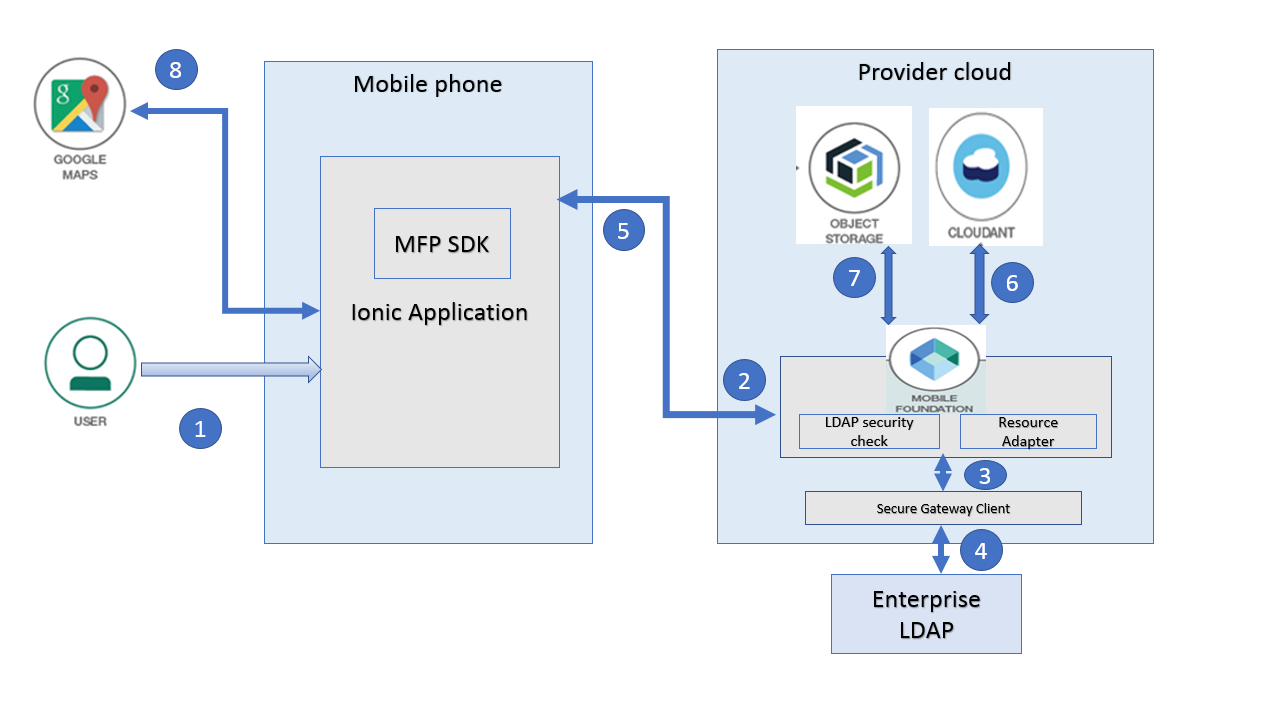 8
g
GOOGLE
MAPS
Mobile phone
MFP SDK
Ionic Application
USER
1
5
Provider cloud
OBJECT
STORAGE
CLOUDANT
7
6
2
MOBILE
FOUNDATION
LDAP security
check
Resource
Adapter
3
Secure Gateway Client
4
Enterprise
LDAP